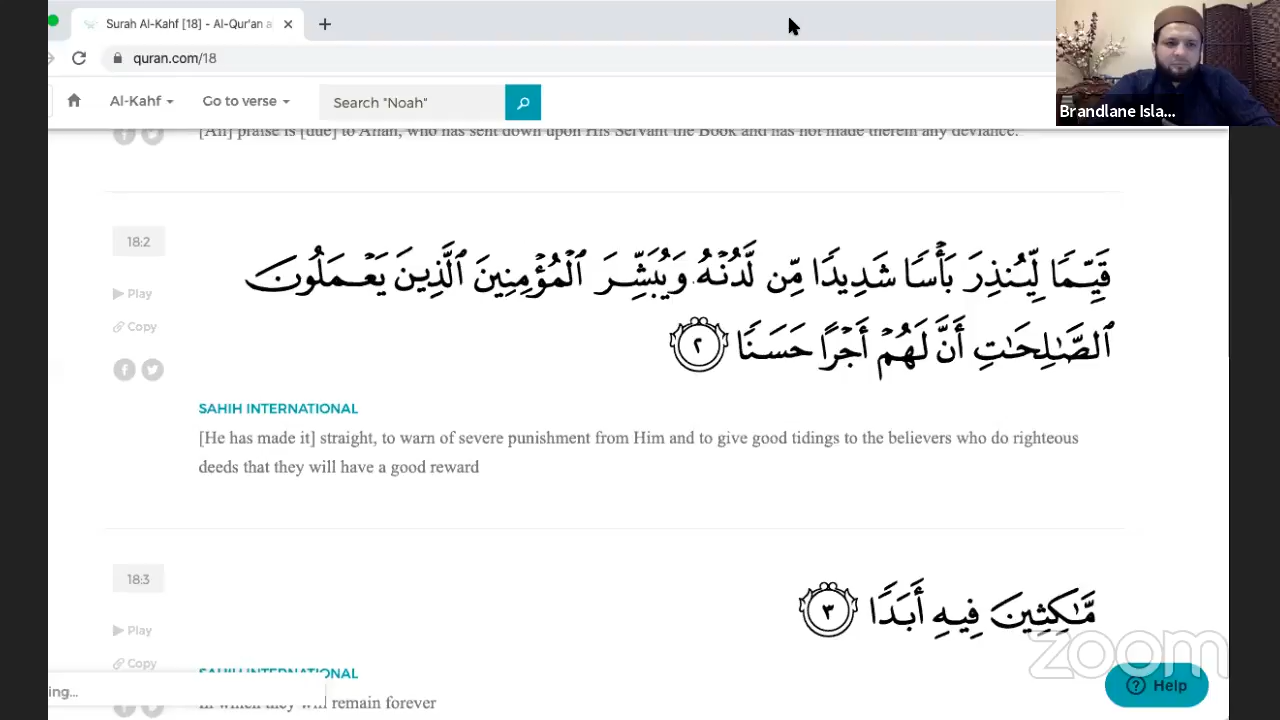 Surah Al-Kahf [18] - Al-Qur'an a
quran.com/18
Al-Kahf
Go to verse
Search "Noah"
Brandlane Isla...
[All] praise is [due] to Allah, who has sent down upon His Servant the Book and has not made therein any deviance.
18:2
قَيِّمًا لِّيُنذِرَ بَأْسًا شَدِيدًا مِّن لَّدُنْهُ وَيُبَشِّرَ ٱلْمُؤْمِنِينَ ٱلَّذِينَ يَعْمَلُونَ
ٱلصَّـٰلِحَـٰتِ أَنَّ لَهُمْ أَجْرًا حَسَنًا ٢
Play
Copy
SAHIH INTERNATIONAL
[He has made it] straight, to warn of severe punishment from Him and to give good tidings to the believers who do righteous
deeds that they will have a good reward
18:3
مَّـٰكِثِينَ فِيهِ أَبَدًا ٣
Play
Copy
SAHIH INTERNATIONAL
In which they will remain forever
ing...
zoom
Help